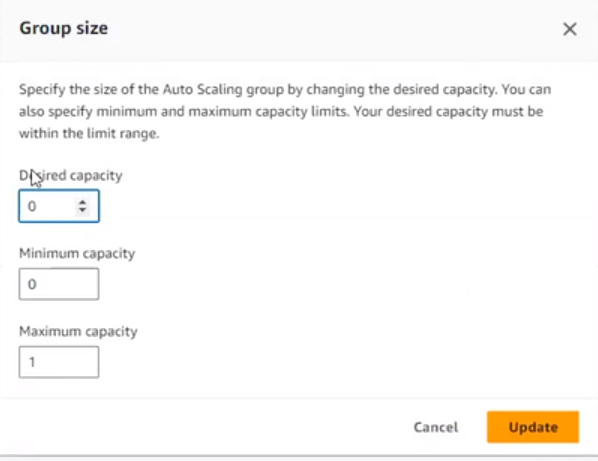 Group size
Specify the size of the Auto Scaling group by changing the desired capacity. You can
also specify minimum and maximum capacity limits. Your desired capacity must be
within the limit range.
Desired capacity
0
Minimum capacity
0
Maximum capacity
1
Cancel Update